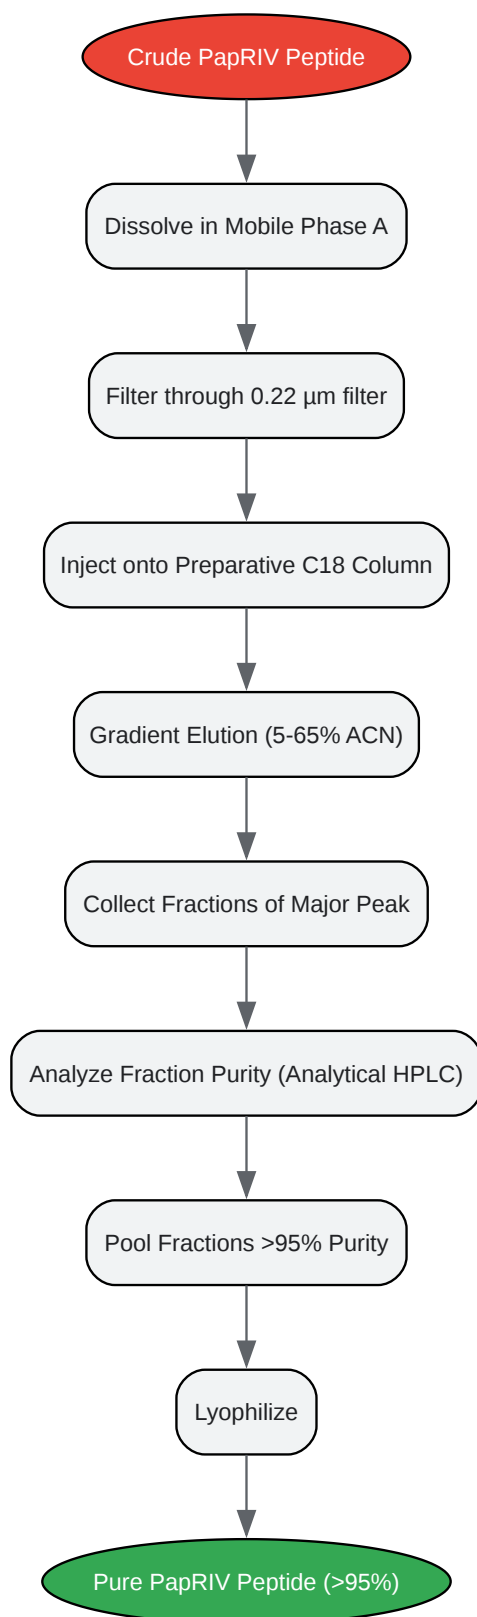 Crude PapRIV Peptide
Dissolve in Mobile Phase A
Filter through 0.22 µm filter
Inject onto Preparative C18 Column
Gradient Elution (5-65% ACN)
Collect Fractions of Major Peak
Analyze Fraction Purity (Analytical HPLC)
Pool Fractions >95% Purity
Lyophilize
Pure PapRIV Peptide (>95%)